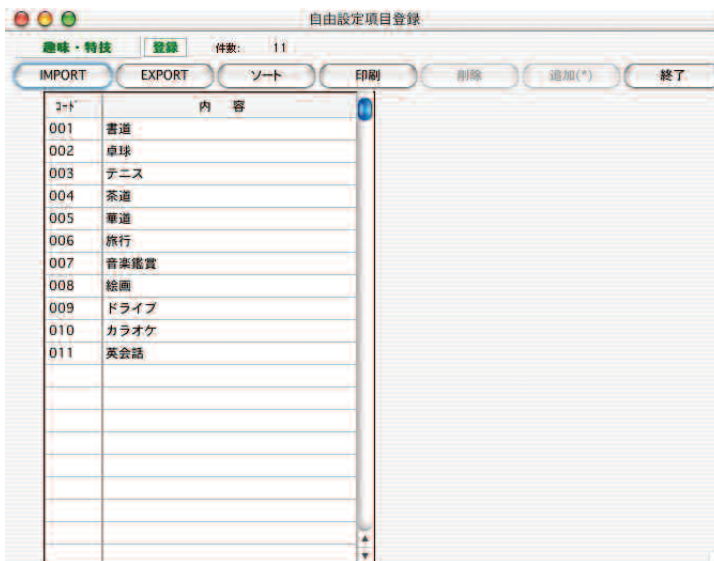 自由設定項目登録
趣味・特技 登録 件数: 11
IMPORT EXPORT ソート 印刷 削除 追加(*) 終了
ｺｰﾄﾞ 内 容
001 書道
002 卓球
003 テニス
004 茶道
005 華道
006 旅行
007 音楽鑑賞
008 絵画
009 ドライブ
010 カラオケ
011 英会話